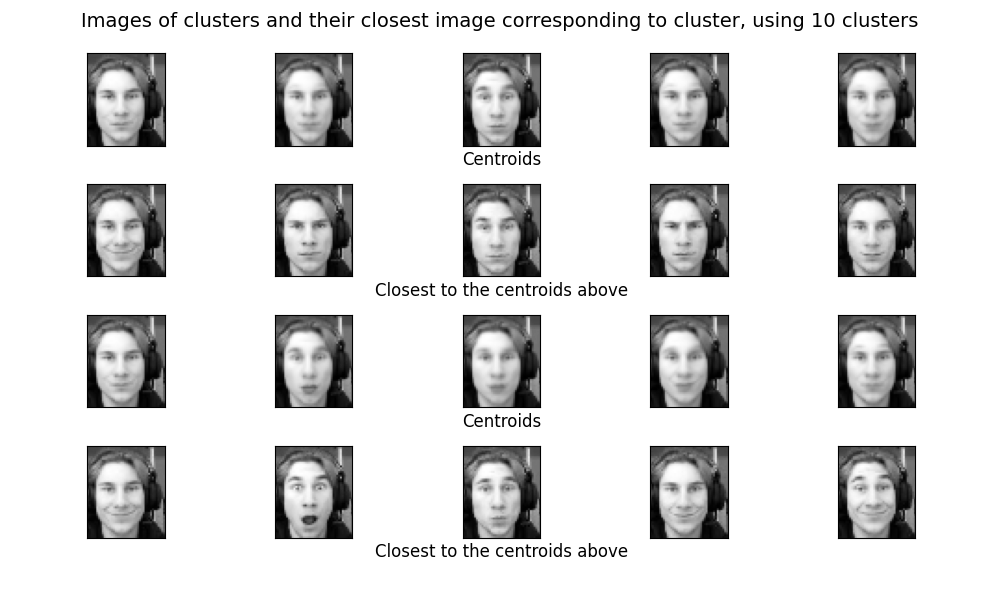 Images of clusters and their closest image corresponding to cluster, using 10 clusters
Centroids
Closest to the centroids above
Centroids
Closest to the centroids above